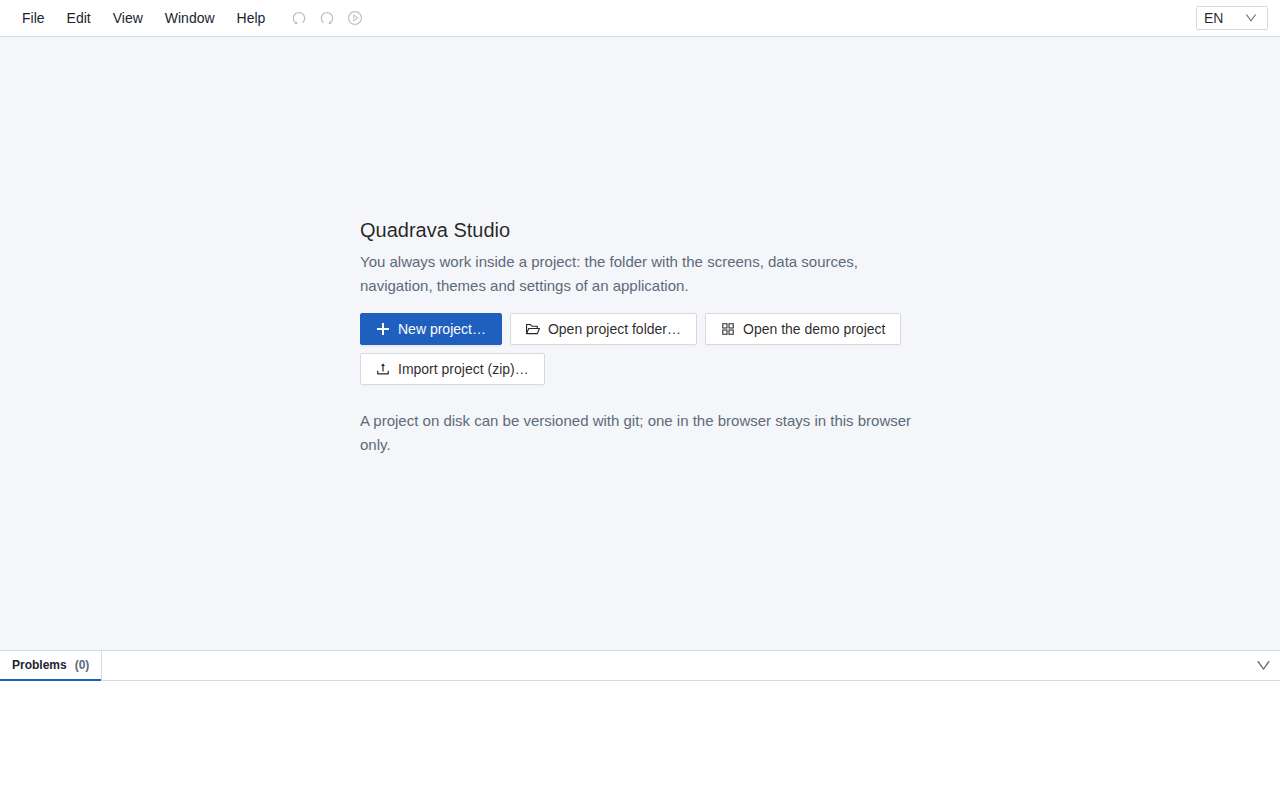 File Edit View Window Help EN
Quadrava Studio
You always work inside a project: the folder with the screens, data sources,
navigation, themes and settings of an application.
New project… Open project folder… Open the demo project
Import project (zip)…
A project on disk can be versioned with git; one in the browser stays in this browser
only.
Problems (0)